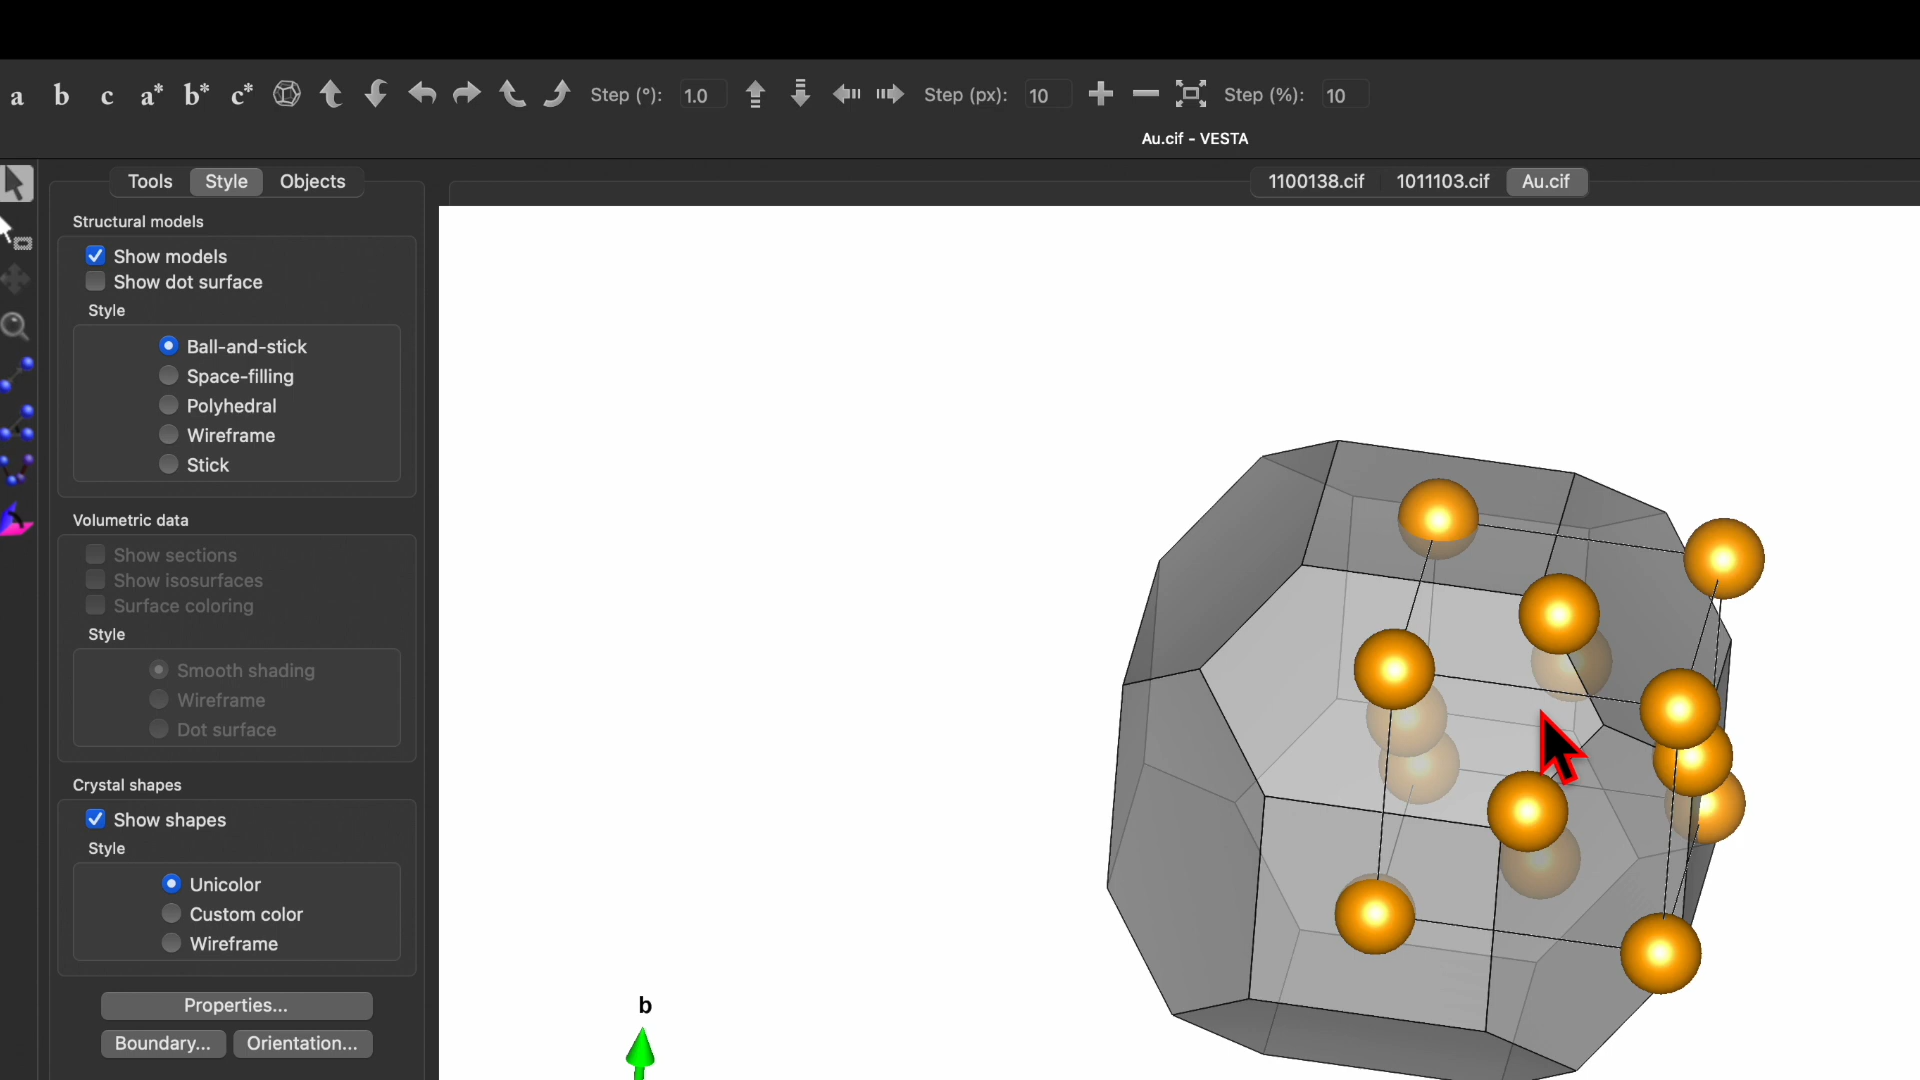 a b c a* b* c* Step (°): 1.0 Step (px): 10 Step (%): 10
Au.cif - VESTA
Tools Style Objects
1100138.cif 1011103.cif Au.cif
Structural models
Show models
Show dot surface
Style
Ball-and-stick
Space-filling
Polyhedral
Wireframe
Stick
Volumetric data
Show sections
Show isosurfaces
Surface coloring
Style
Smooth shading
Wireframe
Dot surface
Crystal shapes
Show shapes
Style
Unicolor
Custom color
Wireframe
Properties...
Boundary... Orientation...
b